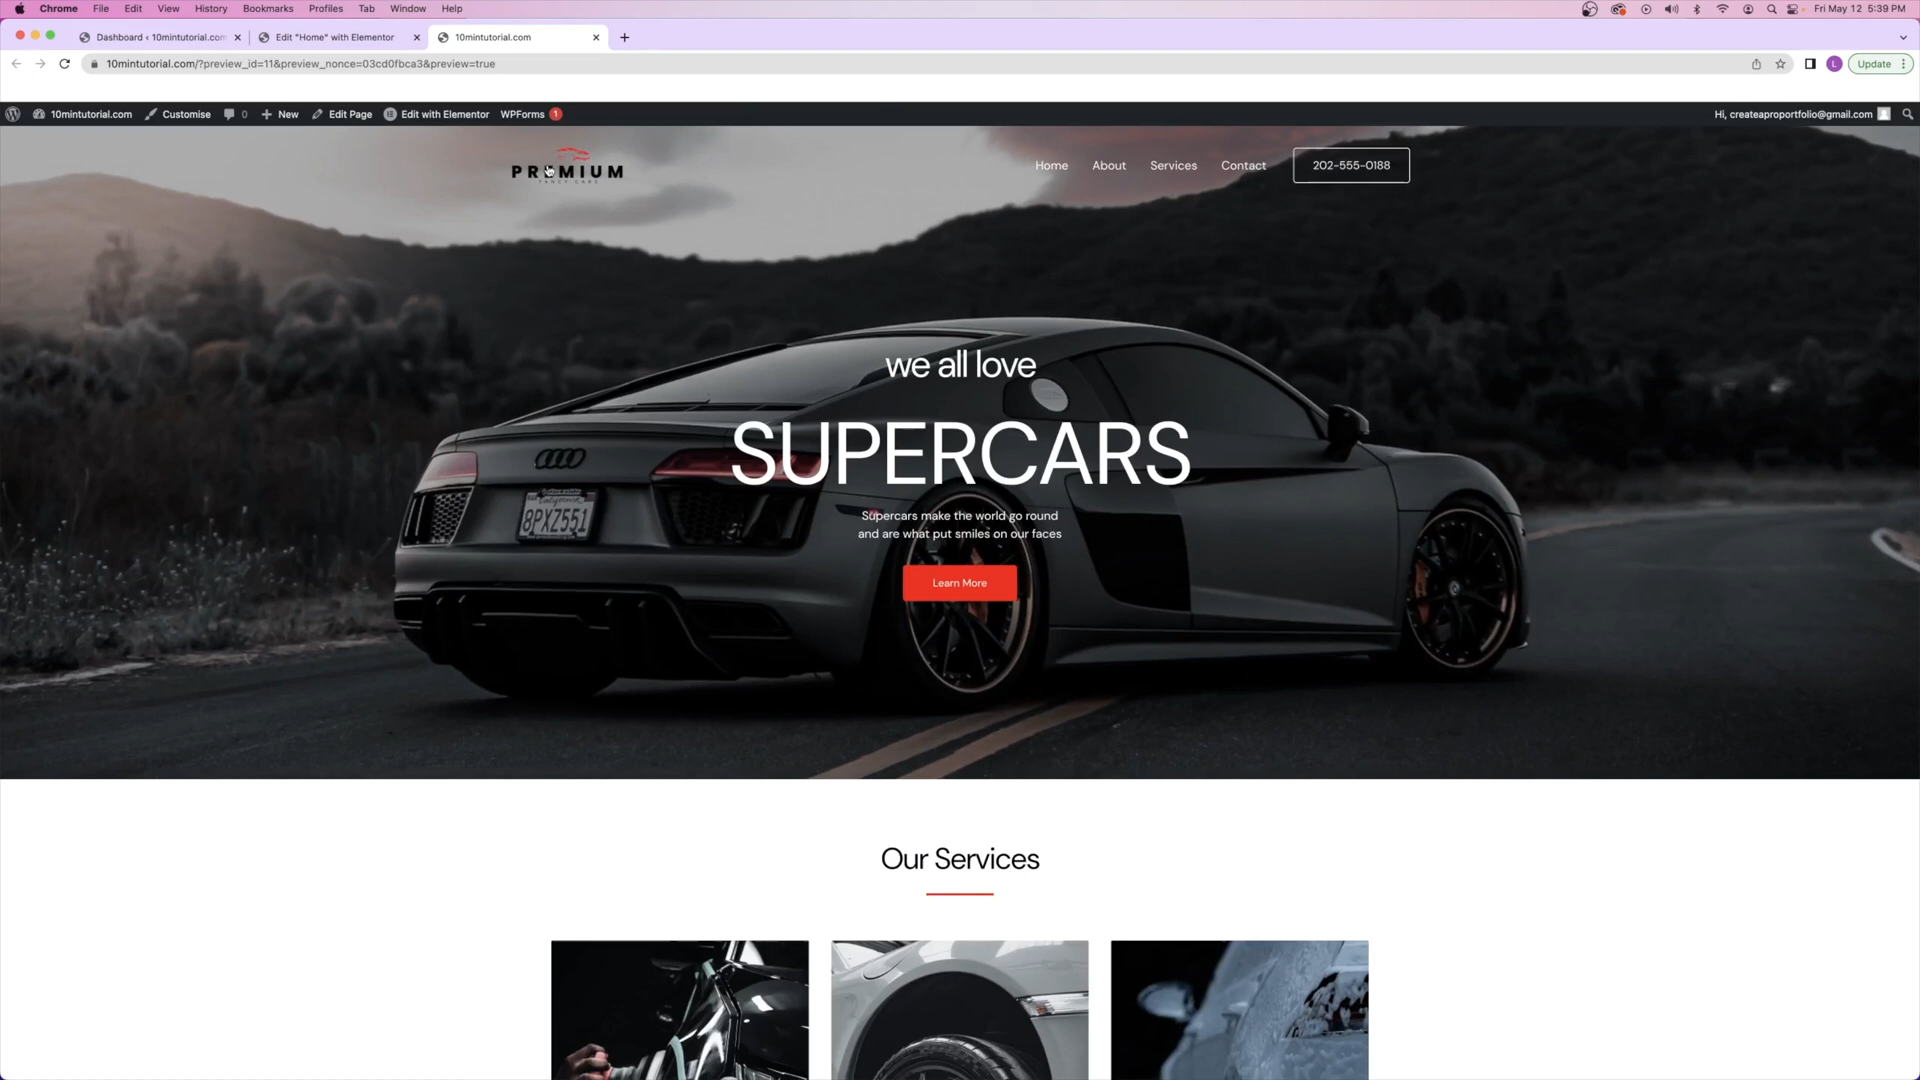 Chrome File Edit View History Bookmarks Profiles Tab Window Help Fri May 12 5:39 PM
Dashboard < 10mintutorial.com Edit "Home" with Elementor 10mintutorial.com
10mintutorial.com/?preview_id=11&preview_nonce=03cd0fbca3&preview=true L Update
10mintutorial.com Customise 0 New Edit Page Edit with Elementor WPForms 1 Hi, createaproportfolio@gmail.com
PREMIUM
FANCY CARS
Home About Services Contact 202-555-0188
we all love
SUPERCARS
California
8PXZ551
Supercars make the world go round
and are what put smiles on our faces
Learn More
Our Services